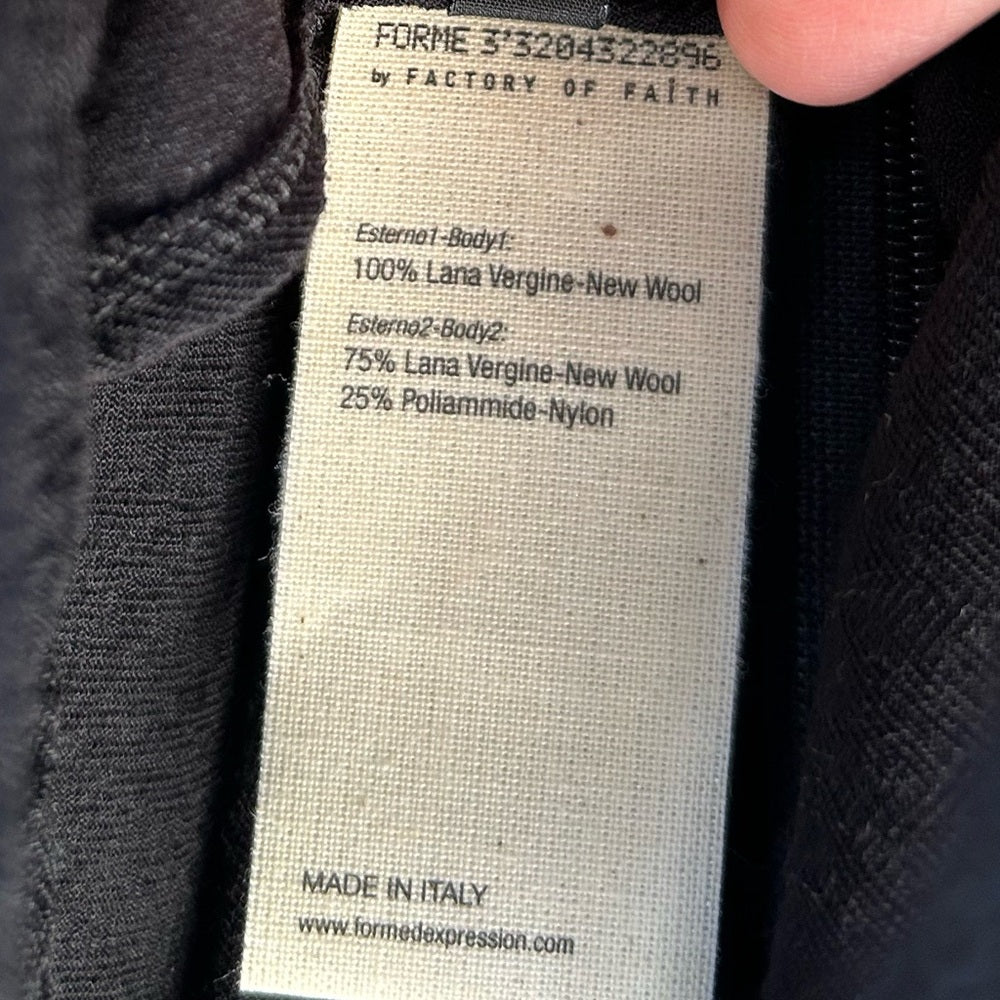 FORME 3'3204322896
by FACTORY OF FAÎTH
Esterno1-Body1:
100% Lana Vergine-New Wool
Esterno2-Body2:
75% Lana Vergine-New Wool
25% Poliammide-Nylon
MADE IN ITALY
www.formedexpression.com